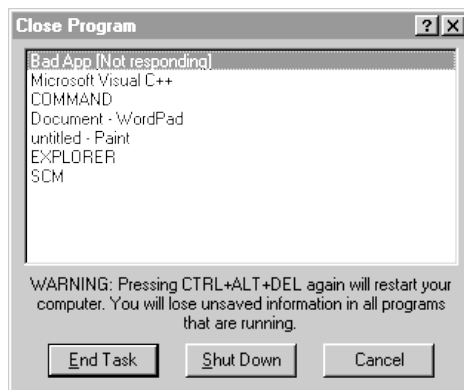 Close Program
Bad App [Not responding]
Microsoft Visual C++
COMMAND
Document - WordPad
untitled - Paint
EXPLORER
SCM
WARNING: Pressing CTRL+ALT+DEL again will restart your
computer. You will lose unsaved information in all programs
that are running.
End Task Shut Down Cancel